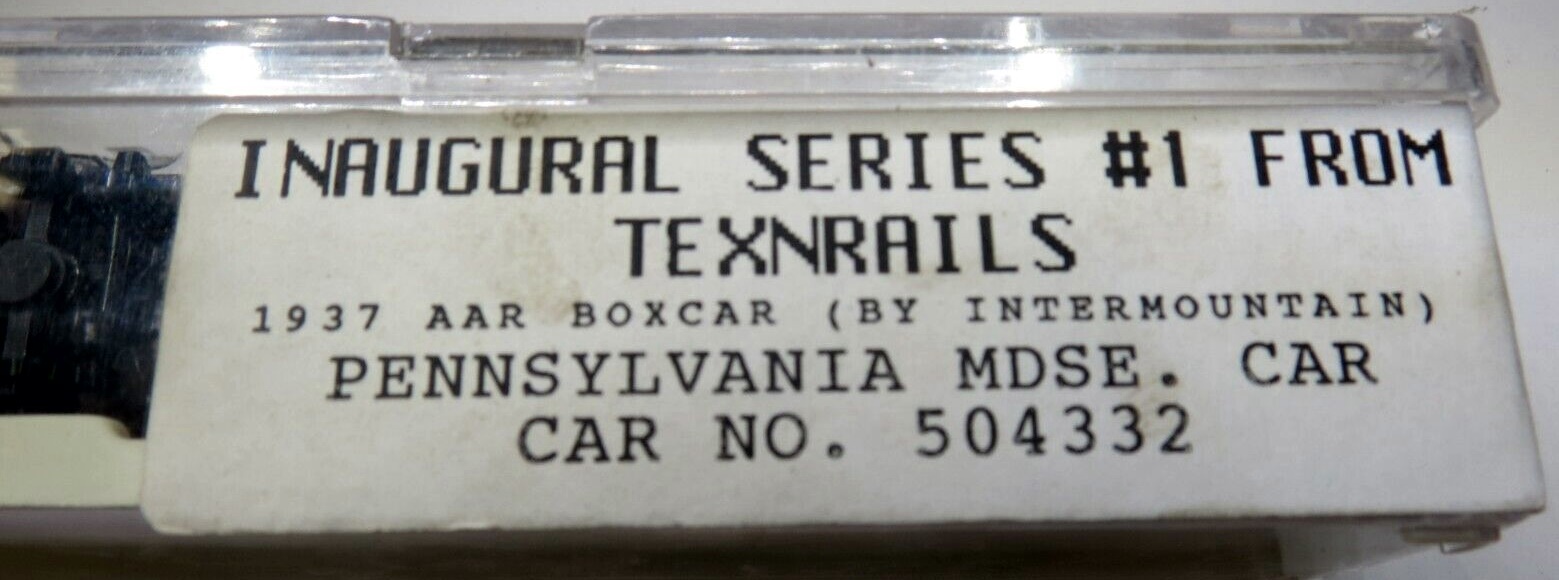 INAUGURAL SERIES #1 FROM
TEXNRAILS
1937 AAR BOXCAR (BY INTERMOUNTAIN)
PENNSYLVANIA MDSE. CAR
CAR NO. 504332